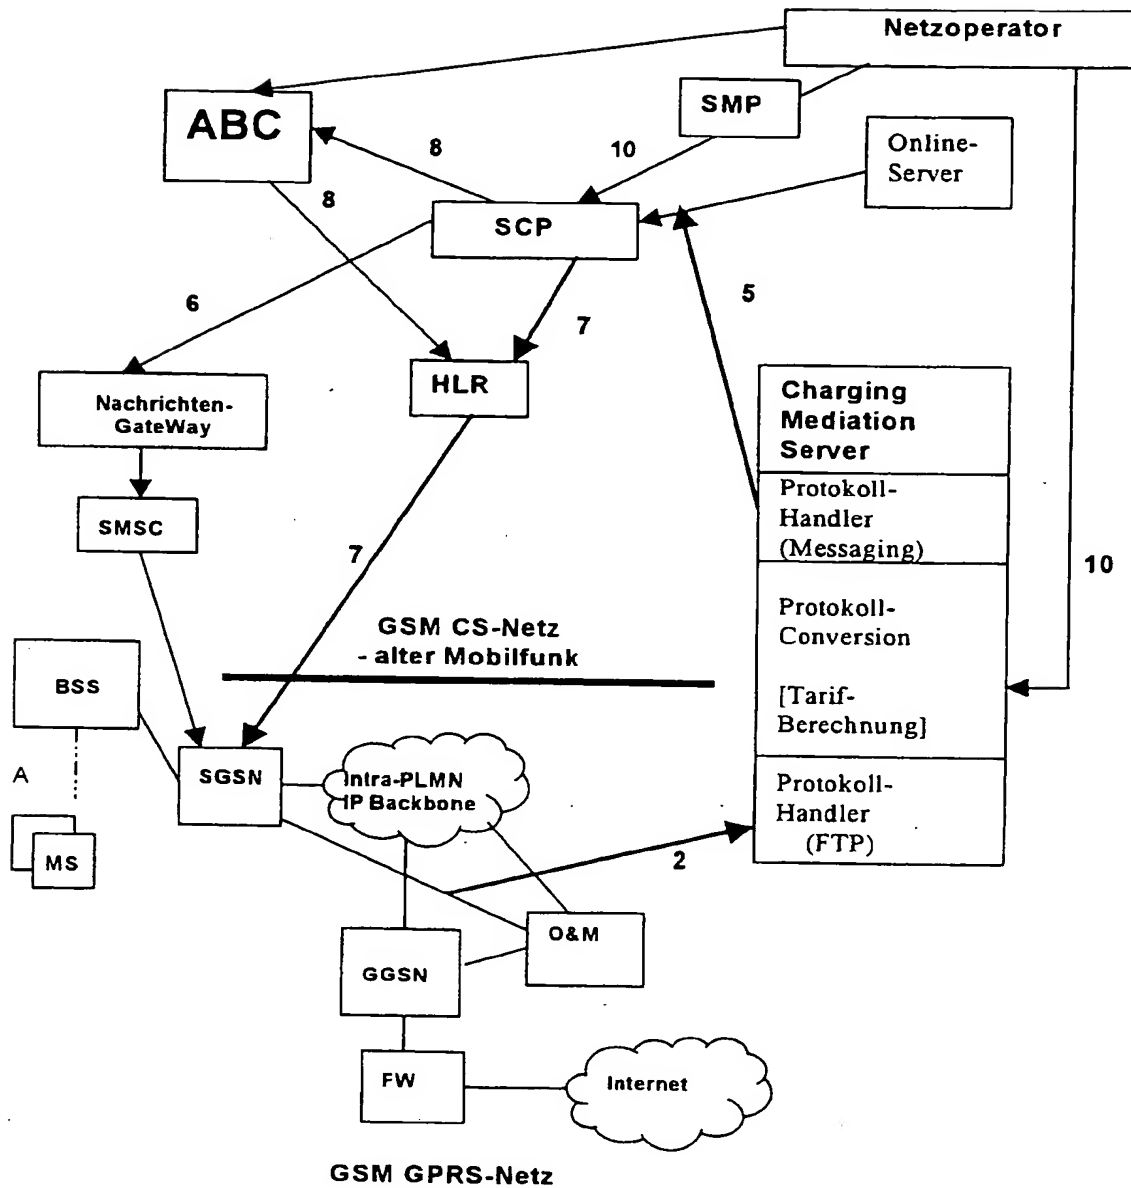 Netzoperator
ABC
SMP
Online-
Server
8
10
8
SCP
6
7
5
HLR
Nachrichten-
GateWay
Charging
Mediation
Server
SMSC
Protokoll-
Handler
(Messaging)
7
10
GSM CS-Netz
- alter Mobilfunk
Protokoll-
Conversion
[Tarif-
Berechnung]
BSS
A
SGSN
Intra-PLMN
IP Backbone
Protokoll-
Handler
(FTP)
MS
2
O&M
GGSN
FW
Internet
GSM GPRS-Netz